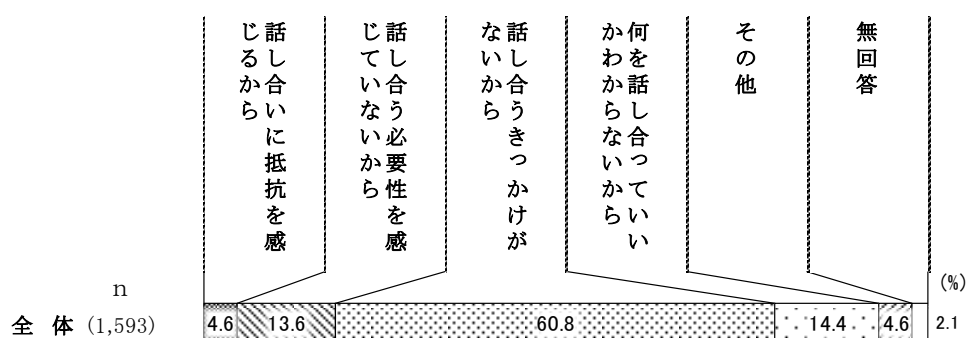 話し合いに抵抗を感
じるから
話し合う必要性を感
じていないから
話し合うきっかけが
ないから
何を話し合っていい
かわからないから
その他
無回答
(%)
n
全 体 (1,593)
4.6
13.6
60.8
14.4
4.6
2.1